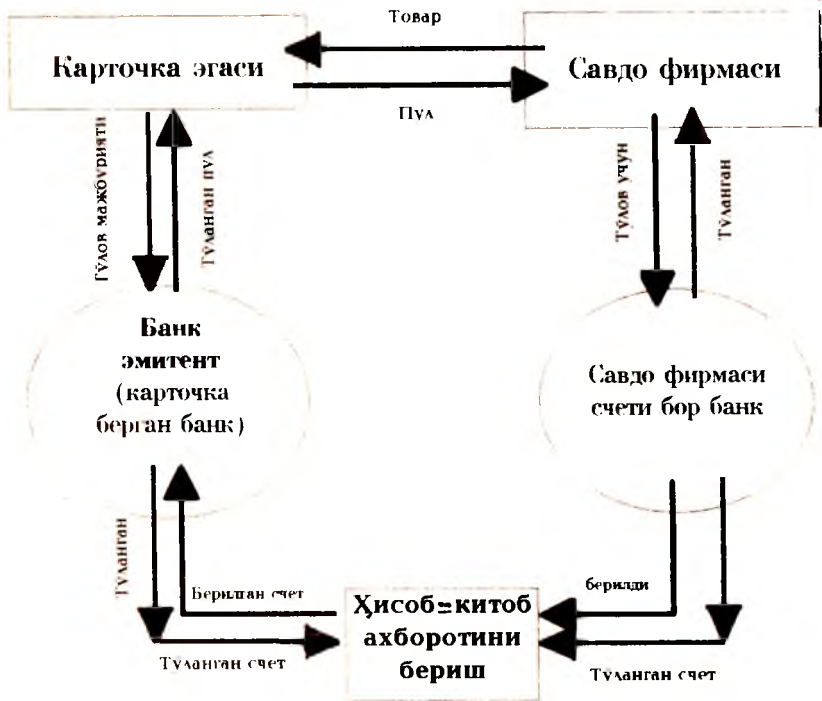 Товар
Карточка эгаси
Савдо фирмаси
Пул
Тўлов мажбурияти
Тўланган пул
Тўлов учун
Тўланган
Банк
эмитент
(карточка
берган банк)
Савдо фирмаси
счети бор банк
Тўланган
Берилган счет
берилди
Ҳисоб=китоб
ахборотини
бериш
Тўланган счет
Тўланган счет